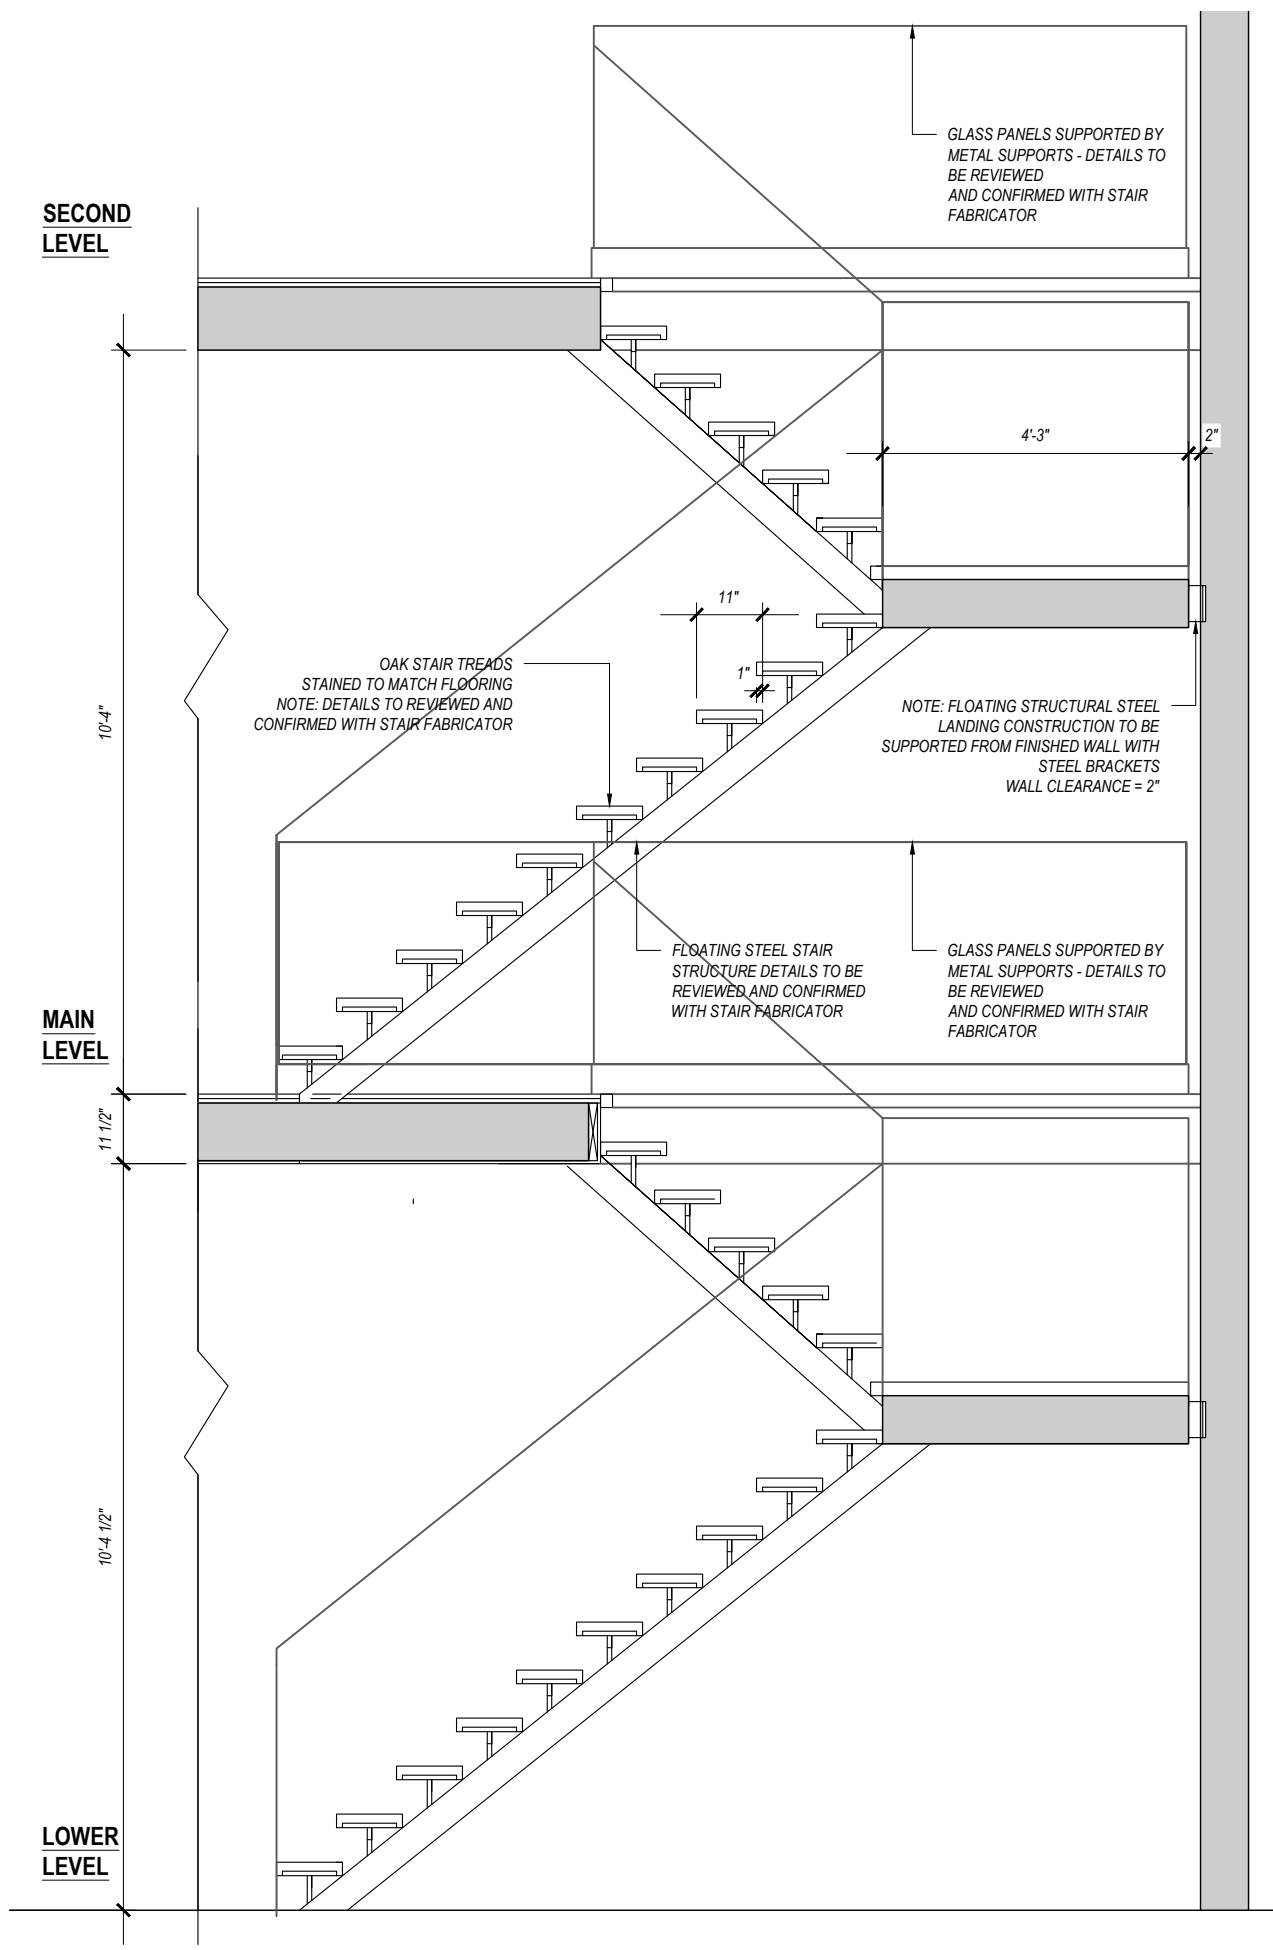 GLASS PANELS SUPPORTED BY
METAL SUPPORTS - DETAILS TO
BE REVIEWED
AND CONFIRMED WITH STAIR
FABRICATOR
SECOND
LEVEL
4'-3"
2"
11"
1"
OAK STAIR TREADS
STAINED TO MATCH FLOORING
NOTE: DETAILS TO REVIEWED AND
CONFIRMED WITH STAIR FABRICATOR
NOTE: FLOATING STRUCTURAL STEEL
LANDING CONSTRUCTION TO BE
SUPPORTED FROM FINISHED WALL WITH
STEEL BRACKETS
WALL CLEARANCE = 2"
10'-4"
FLOATING STEEL STAIR
STRUCTURE DETAILS TO BE
REVIEWED AND CONFIRMED
WITH STAIR FABRICATOR
GLASS PANELS SUPPORTED BY
METAL SUPPORTS - DETAILS TO
BE REVIEWED
AND CONFIRMED WITH STAIR
FABRICATOR
MAIN
LEVEL
11 1/2"
10'-4 1/2"
LOWER
LEVEL